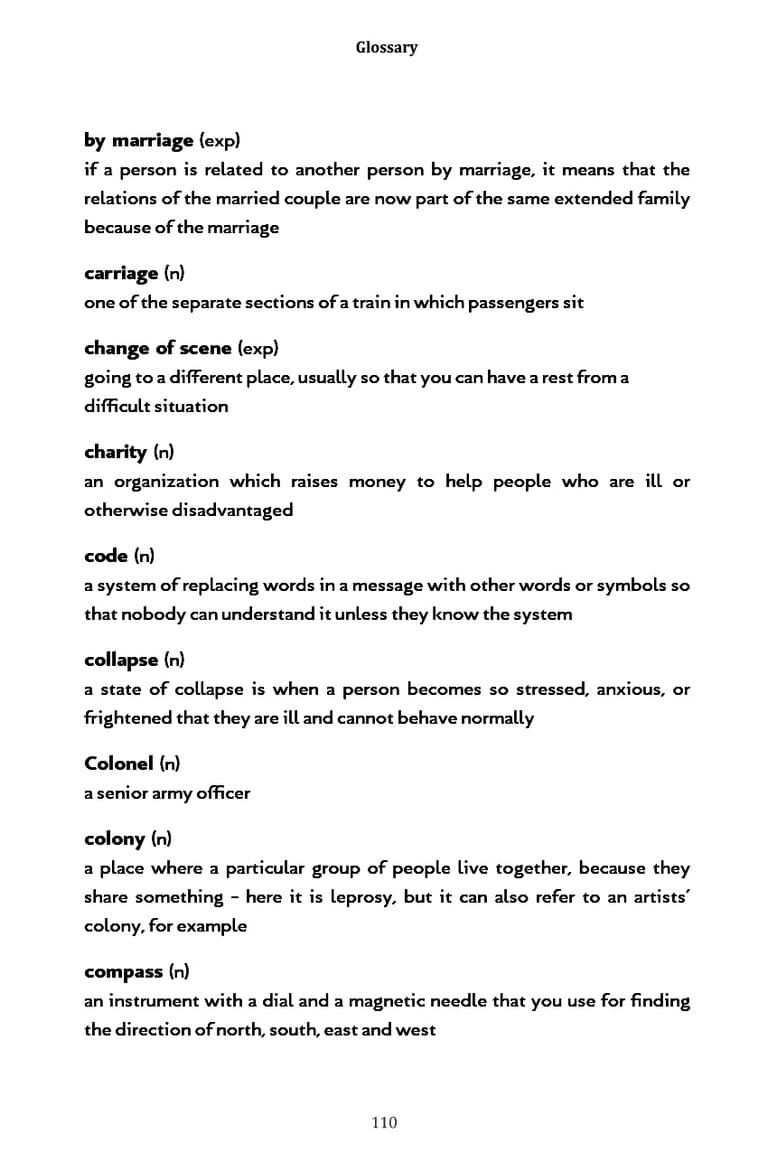 Glossary
by marriage (exp)
if a person is related to another person by marriage, it means that the
relations of the married couple are now part of the same extended family
because of the marriage
carriage (n)
one of the separate sections of a train in which passengers sit
change of scene (exp)
going to a different place, usually so that you can have a rest from a
difficult situation
charity (n)
an organization which raises money to help people who are ill or
otherwise disadvantaged
code (n)
a system of replacing words in a message with other words or symbols so
that nobody can understand it unless they know the system
collapse (n)
a state of collapse is when a person becomes so stressed, anxious, or
frightened that they are ill and cannot behave normally
Colonel (n)
a senior army officer
colony (n)
a place where a particular group of people live together, because they
share something – here it is leprosy, but it can also refer to an artists’
colony, for example
compass (n)
an instrument with a dial and a magnetic needle that you use for finding
the direction of north, south, east and west
110